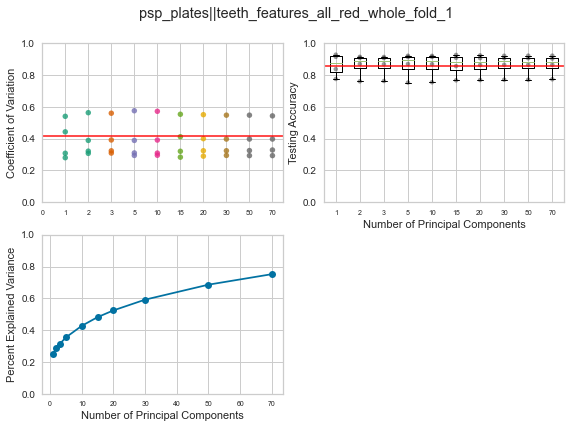 psp_plates||teeth_features_all_red_whole_fold_1
Coefficient of Variation
1.0
0.8
0.6
0.4
0.2
0.0
0 1 2 3 5 10 15 20 30 50 70
Testing Accuracy
1.0
0.8
0.6
0.4
0.2
0.0
1 2 3 5 10 15 20 30 50 70
Number of Principal Components
Percent Explained Variance
1.0
0.8
0.6
0.4
0.2
0.0
0 10 20 30 40 50 60 70
Number of Principal Components